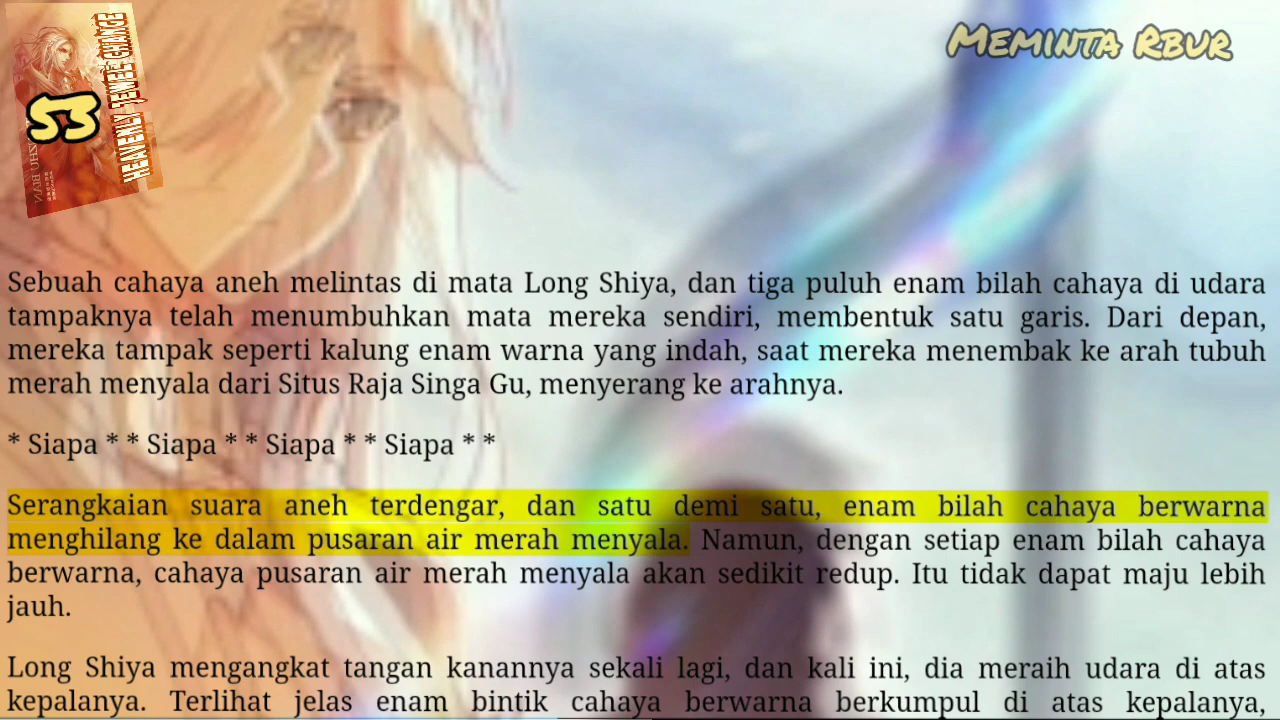 Meminta Rbur
53
HEAVENLY JEWEL CHANGE
ZHU BIAN
Sebuah cahaya aneh melintas di mata Long Shiya, dan tiga puluh enam bilah cahaya di udara
tampaknya telah menumbuhkan mata mereka sendiri, membentuk satu garis. Dari depan,
mereka tampak seperti kalung enam warna yang indah, saat mereka menembak ke arah tubuh
merah menyala dari Situs Raja Singa Gu, menyerang ke arahnya.
* Siapa * * Siapa * * Siapa * * Siapa * *
Serangkaian suara aneh terdengar, dan satu demi satu, enam bilah cahaya berwarna
menghilang ke dalam pusaran air merah menyala. Namun, dengan setiap enam bilah cahaya
berwarna, cahaya pusaran air merah menyala akan sedikit redup. Itu tidak dapat maju lebih
jauh.
Long Shiya mengangkat tangan kanannya sekali lagi, dan kali ini, dia meraih udara di atas
kepalanya. Terlihat jelas enam bintik cahaya berwarna berkumpul di atas kepalanya,